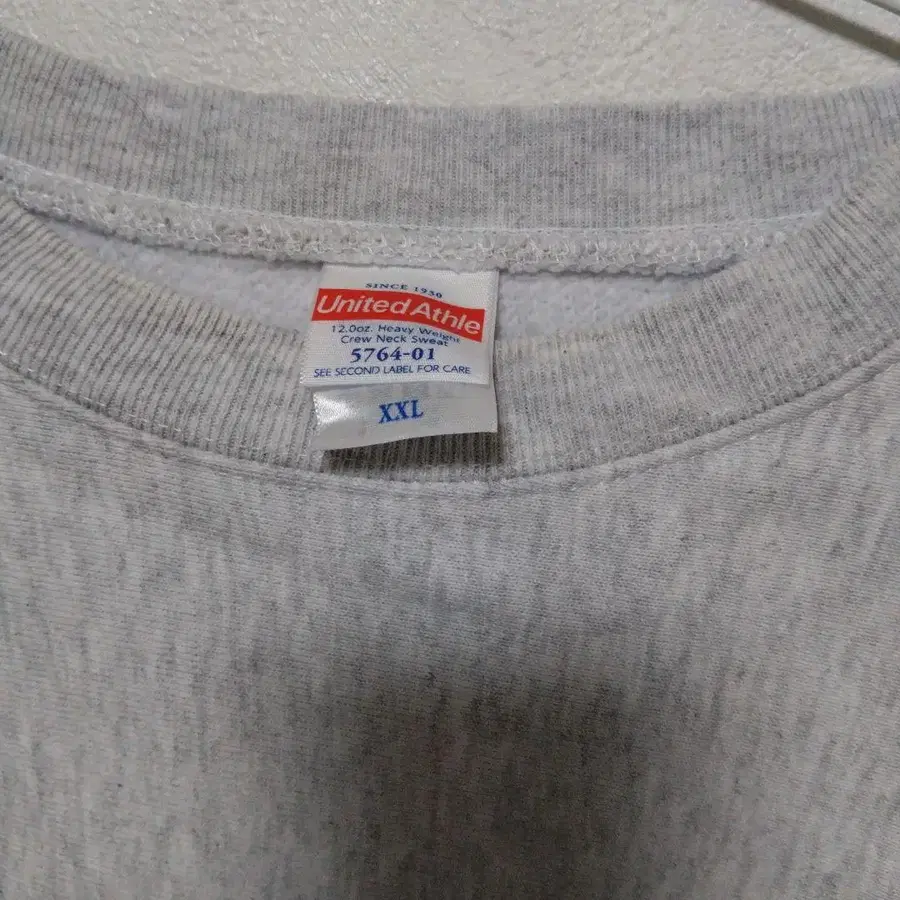 SINCE 1950
United Athle
12.0oz. Heavy Weight
Crew Neck Sweat
5764-01
SEE SECOND LABEL FOR CARE
XXL